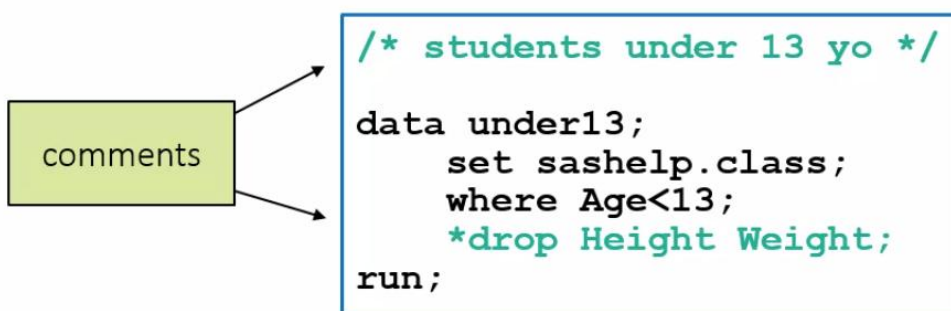 comments
/* students under 13 yo */
data under13;
set sashelp.class;
where Age<13;
*drop Height Weight;
run;